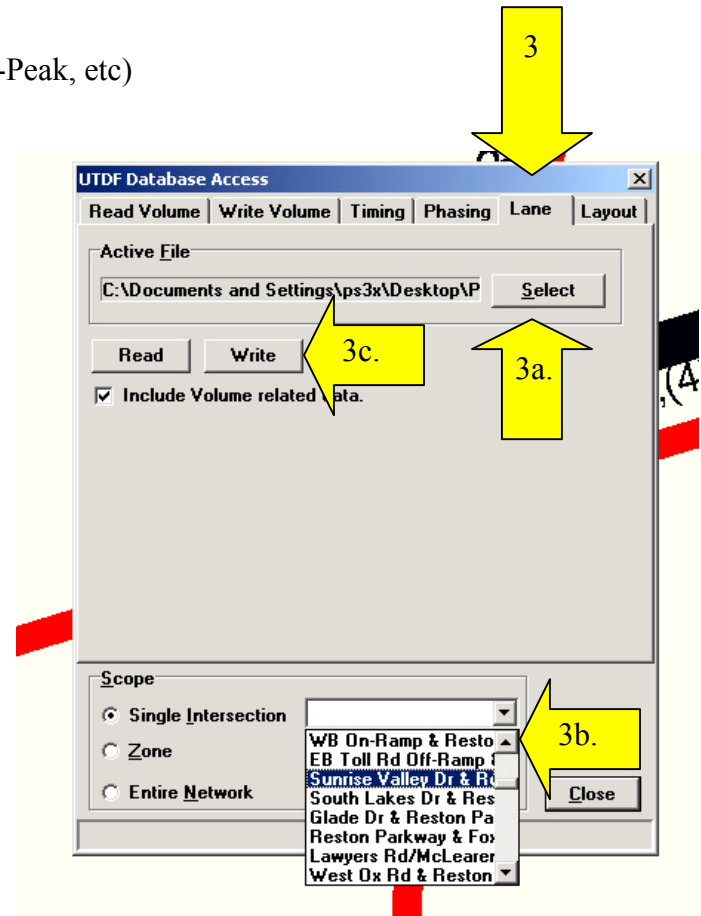 -Peak, etc)
3
UTDF Database Access
Read Volume Write Volume Timing Phasing Lane Layout
Active File
C:\Documents and Settings\ps3x\Desktop\P Select
Read Write 3c. 3a.
Include Volume related data.
,(4
Scope
Single Intersection
Zone
Entire Network
WB On-Ramp & Resto
EB Toll Rd Off-Ramp &
Sunrise Valley Dr & Re
South Lakes Dr & Res
Glade Dr & Reston Pa
Reston Parkway & Fox
Lawyers Rd/McLearen
West Ox Rd & Reston
3b.
Close